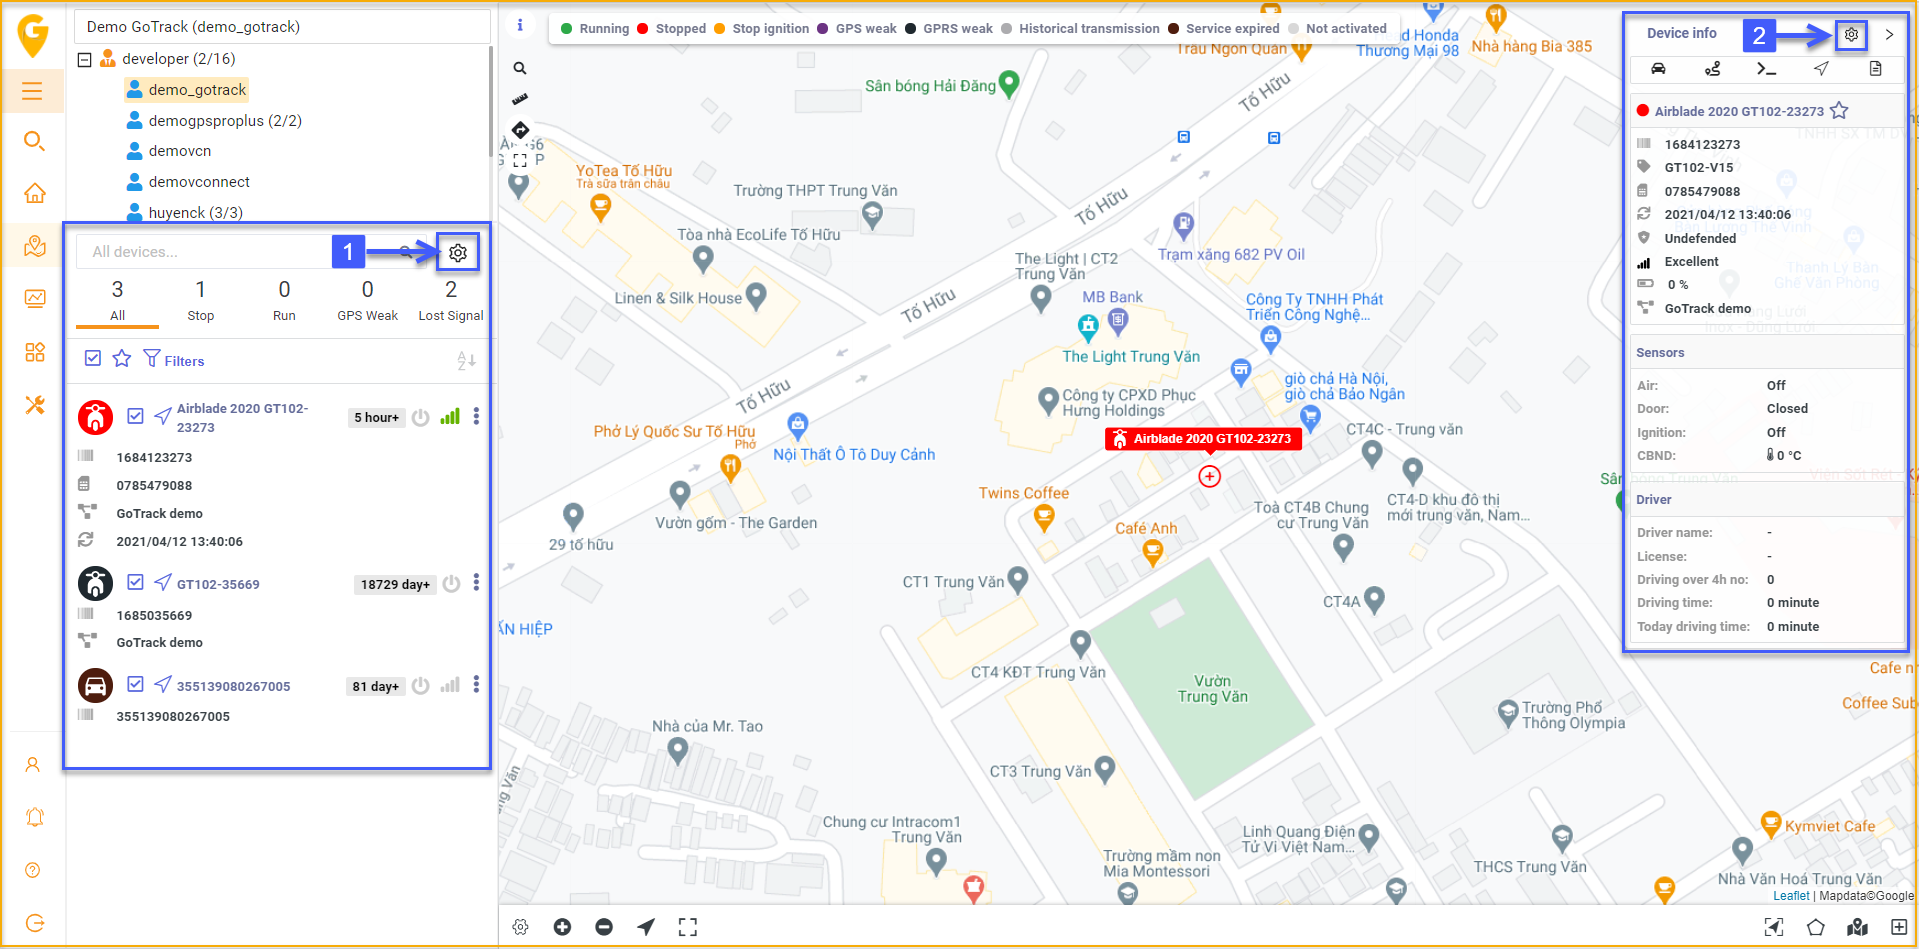 Demo GoTrack (demo_gotrack)
developer (2/16)
demo_gotrack
demogpsproplus (2/2)
demovcn
demovconnect
huyenck (3/3)
All devices...
1
3
All
1
Stop
0
Run
0
GPS Weak
2
Lost Signal
Filters
Airblade 2020 GT102-
23273
5 hour+
1684123273
0785479088
GoTrack demo
2021/04/12 13:40:06
GT102-35669
18729 day+
1685035669
GoTrack demo
355139080267005
81 day+
355139080267005
Running
Stopped
Stop ignition
GPS weak
GPRS weak
Historical transmission
Service expired
Not activated
Trâu Ngon Quán
Honda
Thương Mại 98
Nhà hàng Bia 385
Sân bóng Hải Đăng
Tố Hữu
YoTea Tố Hữu
Trà sữa trân châu
Trường THPT Trung Văn
Tố Hữu
Tòa nhà EcoLife Tố Hữu
Trạm xăng 682 PV Oil
The Light | CT2
Trung Văn
Linen & Silk House
Tố Hữu
MB Bank
Công Ty TNHH Phát
Triển Công Nghệ...
The Light Trung Văn
Tố Hữu
giò chả Hà Nội,
giò chả Bảo Ngân
Công ty CPXD Phục
Hưng Holdings
Phở Lý Quốc Sư Tố Hữu
Phở
Nội Thất Ô Tô Duy Cảnh
Airblade 2020 GT102-23273
CT4C - Trung văn
Twins Coffee
Vườn gốm - The Garden
Café Anh
Toà CT4B Chung
cư Trung Văn
CT4-D khu đô thị
mới trung văn, Nam...
29 tố hữu
CT1 Trung Văn
CT4A
ẤN HIỆP
CT4 KĐT Trung Văn
Vườn
Trung Văn
Trường Phổ
Thông Olympia
Nhà của Mr. Tao
CT3 Trung Văn
Chung cư Intracom1
Trung Văn
Linh Quang Điện
Tử Vi Việt Nam...
Trường mầm non
Mia Montessori
Kymviet Cafe
THCS Trung Văn
Nhà Văn Hoá Trung Văn
Cafe
Coffee Sub
Leaflet | Mapdata©Google
Device info
2
Airblade 2020 GT102-23273
1684123273
GT102-V15
0785479088
2021/04/12 13:40:06
Undefended
Excellent
0 %
GoTrack demo
Sensors
Air: Off
Door: Closed
Ignition: Off
CBND: 0 °C
Driver
Driver name: -
License: -
Driving over 4h no: 0
Driving time: 0 minute
Today driving time: 0 minute